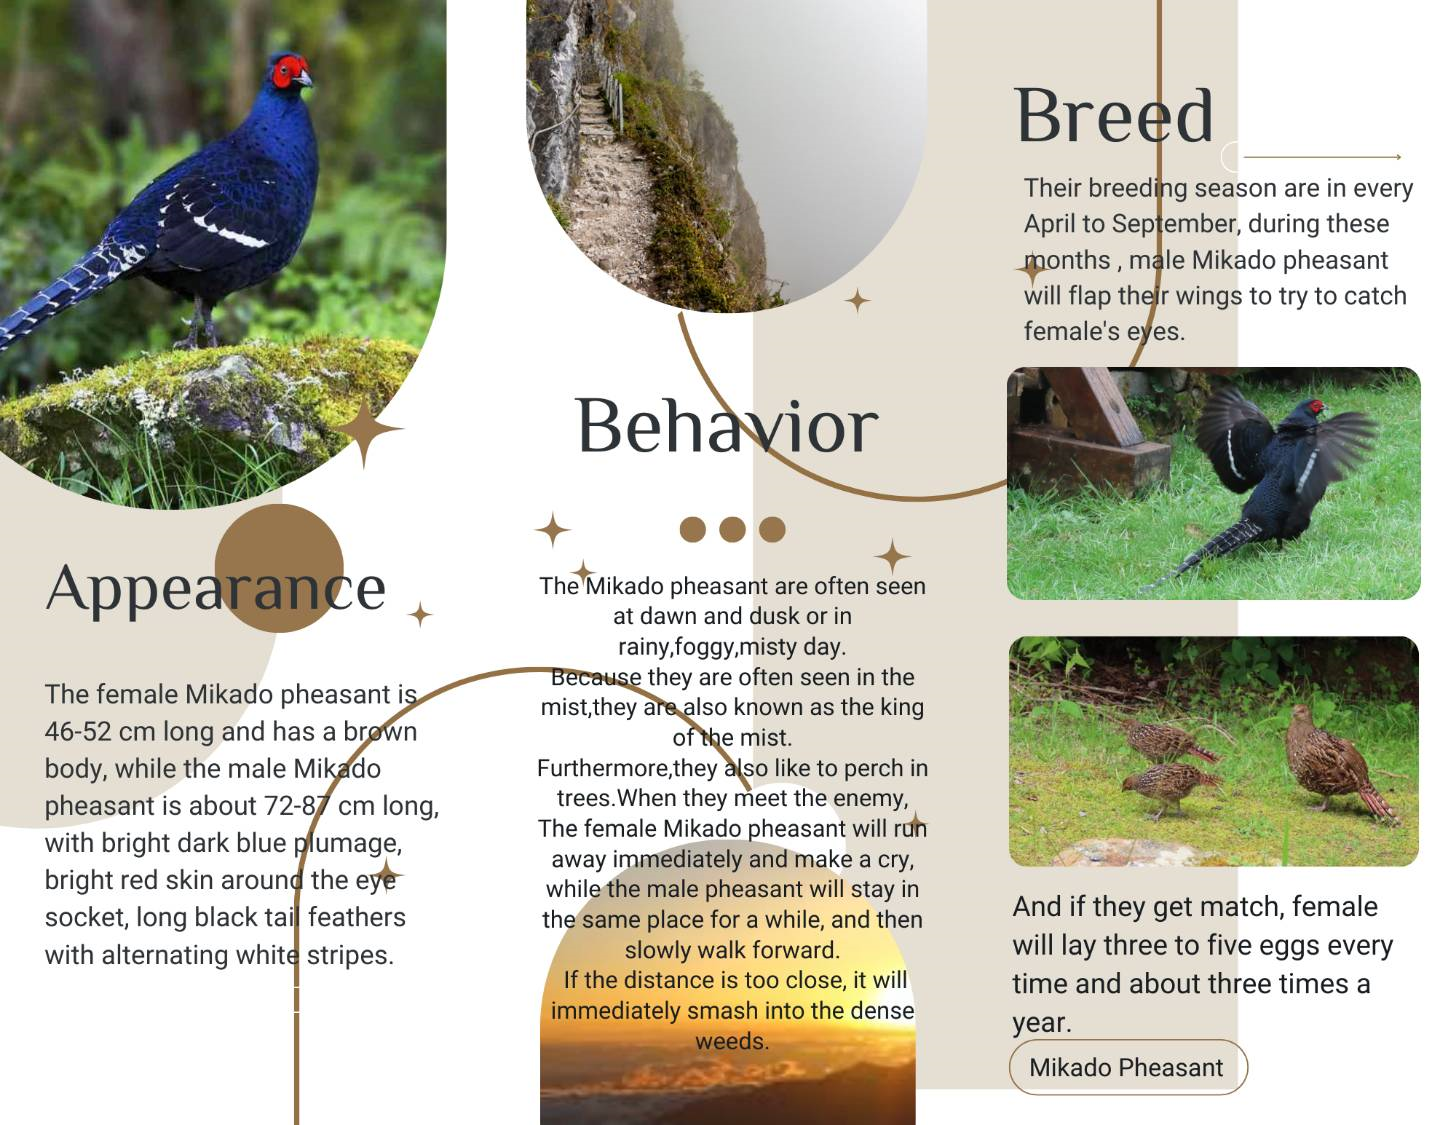 Appearance
The female Mikado pheasant is
46-52 cm long and has a brown
body, while the male Mikado
pheasant is about 72-87 cm long,
with bright dark blue plumage,
bright red skin around the eye
socket, long black tail feathers
with alternating white stripes.
Behavior
The Mikado pheasant are often seen
at dawn and dusk or in
rainy,foggy,misty day.
Because they are often seen in the
mist,they are also known as the king
of the mist.
Furthermore,they also like to perch in
trees.When they meet the enemy,
The female Mikado pheasant will run
away immediately and make a cry,
while the male pheasant will stay in
the same place for a while, and then
slowly walk forward.
If the distance is too close, it will
immediately smash into the dense
weeds.
Breed
Their breeding season are in every
April to September, during these
months , male Mikado pheasant
will flap their wings to try to catch
female's eyes.
And if they get match, female
will lay three to five eggs every
time and about three times a
year.
Mikado Pheasant